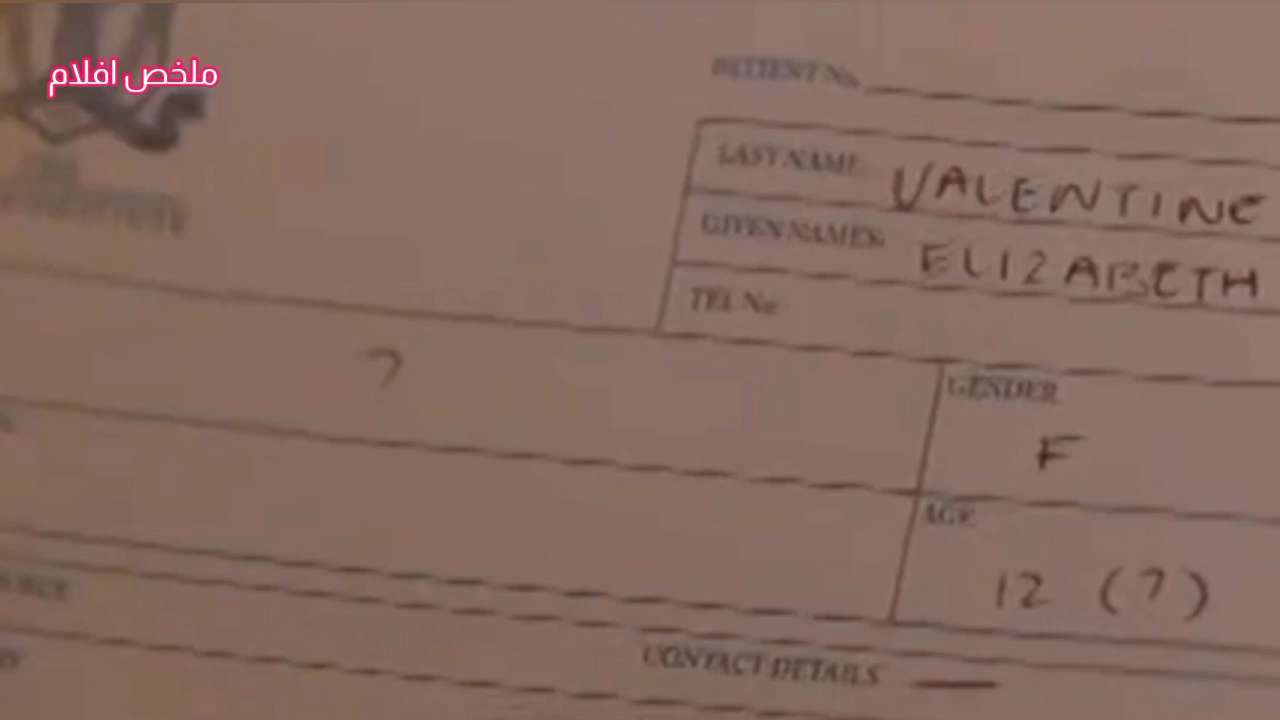 ملخص افلام
PATIENT No.
LAST NAME VALENTINE
GIVEN NAMES ELIZABETH
TEL No
?
GENDER
F
AGE
12 (?)
CONTACT DETAILS